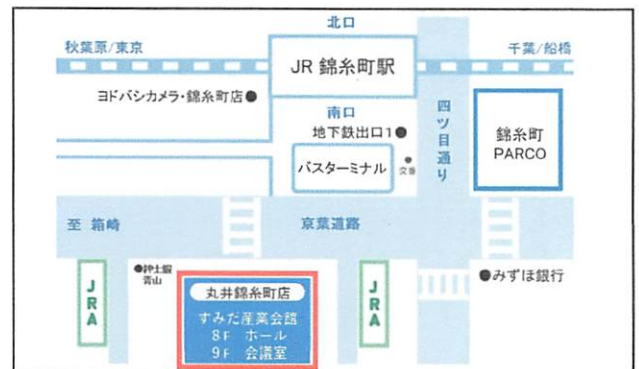 北口
秋葉原/東京
千葉/船橋
JR 錦糸町駅
ヨドバシカメラ・錦糸町店●
南口
地下鉄出口1●
四ツ目通り
錦糸町
PARCO
バスターミナル
交番
至 箱崎
京葉道路
●紳士服
青山
●みずほ銀行
JRA
丸井錦糸町店
すみだ産業会館
8F ホール
9F 会議室
JRA